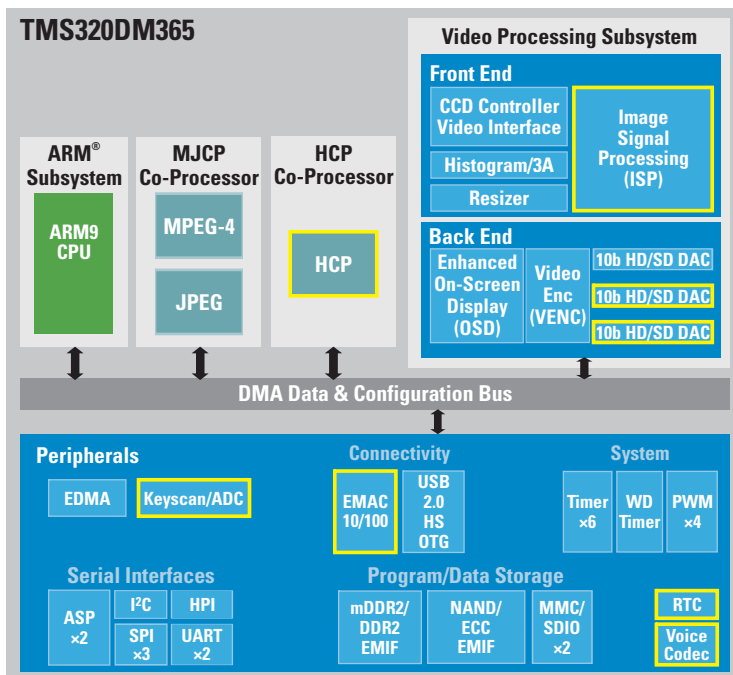 TMS320DM365
Video Processing Subsystem
Front End
CCD Controller
Video Interface
Histogram/3A
Resizer
Image
Signal
Processing
(ISP)
ARM®
Subsystem
ARM9
CPU
MJCP
Co-Processor
MPEG-4
JPEG
HCP
Co-Processor
HCP
Back End
Enhanced
On-Screen
Display
(OSD)
Video
Enc
(VENC)
10b HD/SD DAC
10b HD/SD DAC
10b HD/SD DAC
DMA Data & Configuration Bus
Peripherals
EDMA
Keyscan/ADC
Connectivity
EMAC
10/100
USB
2.0
HS
OTG
System
Timer
×6
WD
Timer
PWM
×4
Serial Interfaces
ASP
×2
I²C
HPI
SPI
×3
UART
×2
Program/Data Storage
mDDR2/
DDR2
EMIF
NAND/
ECC
EMIF
MMC/
SDIO
×2
RTC
Voice
Codec